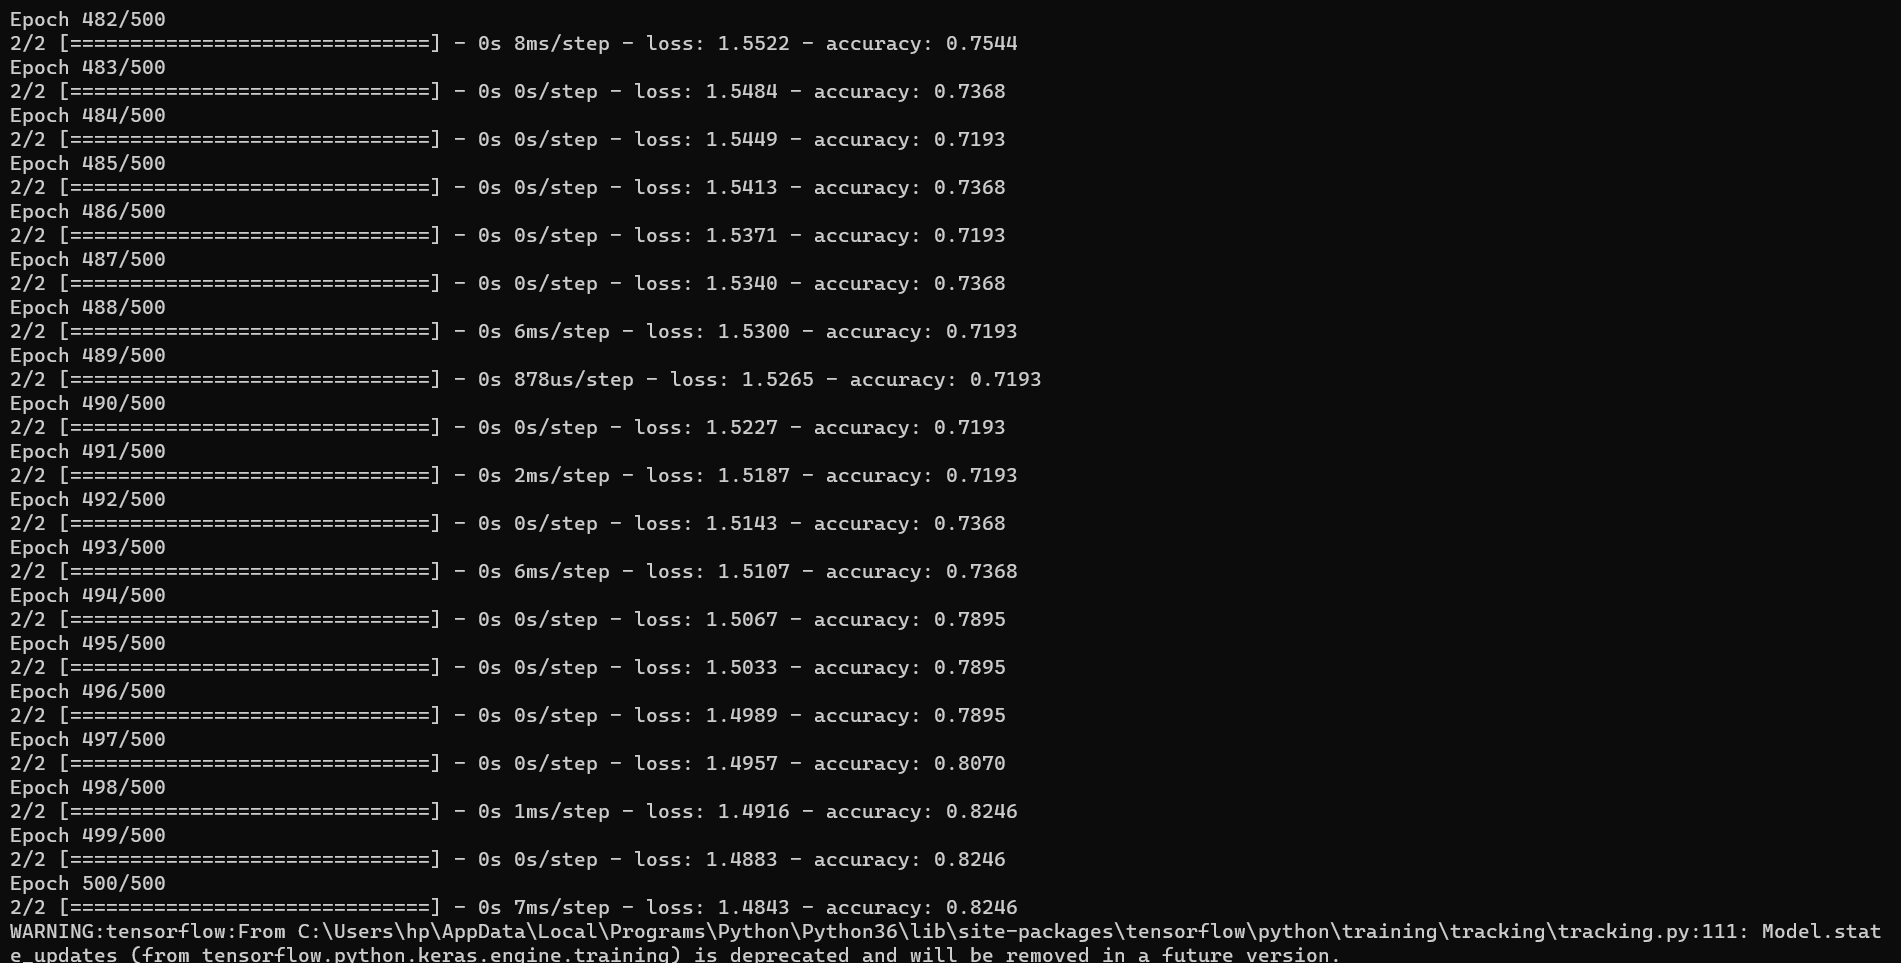 Epoch 482/500
2/2 [==============================] - 0s 8ms/step - loss: 1.5522 - accuracy: 0.7544
Epoch 483/500
2/2 [==============================] - 0s 0s/step - loss: 1.5484 - accuracy: 0.7368
Epoch 484/500
2/2 [==============================] - 0s 0s/step - loss: 1.5449 - accuracy: 0.7193
Epoch 485/500
2/2 [==============================] - 0s 0s/step - loss: 1.5413 - accuracy: 0.7368
Epoch 486/500
2/2 [==============================] - 0s 0s/step - loss: 1.5371 - accuracy: 0.7193
Epoch 487/500
2/2 [==============================] - 0s 0s/step - loss: 1.5340 - accuracy: 0.7368
Epoch 488/500
2/2 [==============================] - 0s 6ms/step - loss: 1.5300 - accuracy: 0.7193
Epoch 489/500
2/2 [==============================] - 0s 878us/step - loss: 1.5265 - accuracy: 0.7193
Epoch 490/500
2/2 [==============================] - 0s 0s/step - loss: 1.5227 - accuracy: 0.7193
Epoch 491/500
2/2 [==============================] - 0s 2ms/step - loss: 1.5187 - accuracy: 0.7193
Epoch 492/500
2/2 [==============================] - 0s 0s/step - loss: 1.5143 - accuracy: 0.7368
Epoch 493/500
2/2 [==============================] - 0s 6ms/step - loss: 1.5107 - accuracy: 0.7368
Epoch 494/500
2/2 [==============================] - 0s 0s/step - loss: 1.5067 - accuracy: 0.7895
Epoch 495/500
2/2 [==============================] - 0s 0s/step - loss: 1.5033 - accuracy: 0.7895
Epoch 496/500
2/2 [==============================] - 0s 0s/step - loss: 1.4989 - accuracy: 0.7895
Epoch 497/500
2/2 [==============================] - 0s 0s/step - loss: 1.4957 - accuracy: 0.8070
Epoch 498/500
2/2 [==============================] - 0s 1ms/step - loss: 1.4916 - accuracy: 0.8246
Epoch 499/500
2/2 [==============================] - 0s 0s/step - loss: 1.4883 - accuracy: 0.8246
Epoch 500/500
2/2 [==============================] - 0s 7ms/step - loss: 1.4843 - accuracy: 0.8246
WARNING:tensorflow:From C:\Users\hp\AppData\Local\Programs\Python\Python36\lib\site-packages\tensorflow\python\training\tracking\tracking.py:111: Model.stat
e_updates (from tensorflow.python.keras.engine.training) is deprecated and will be removed in a future version.